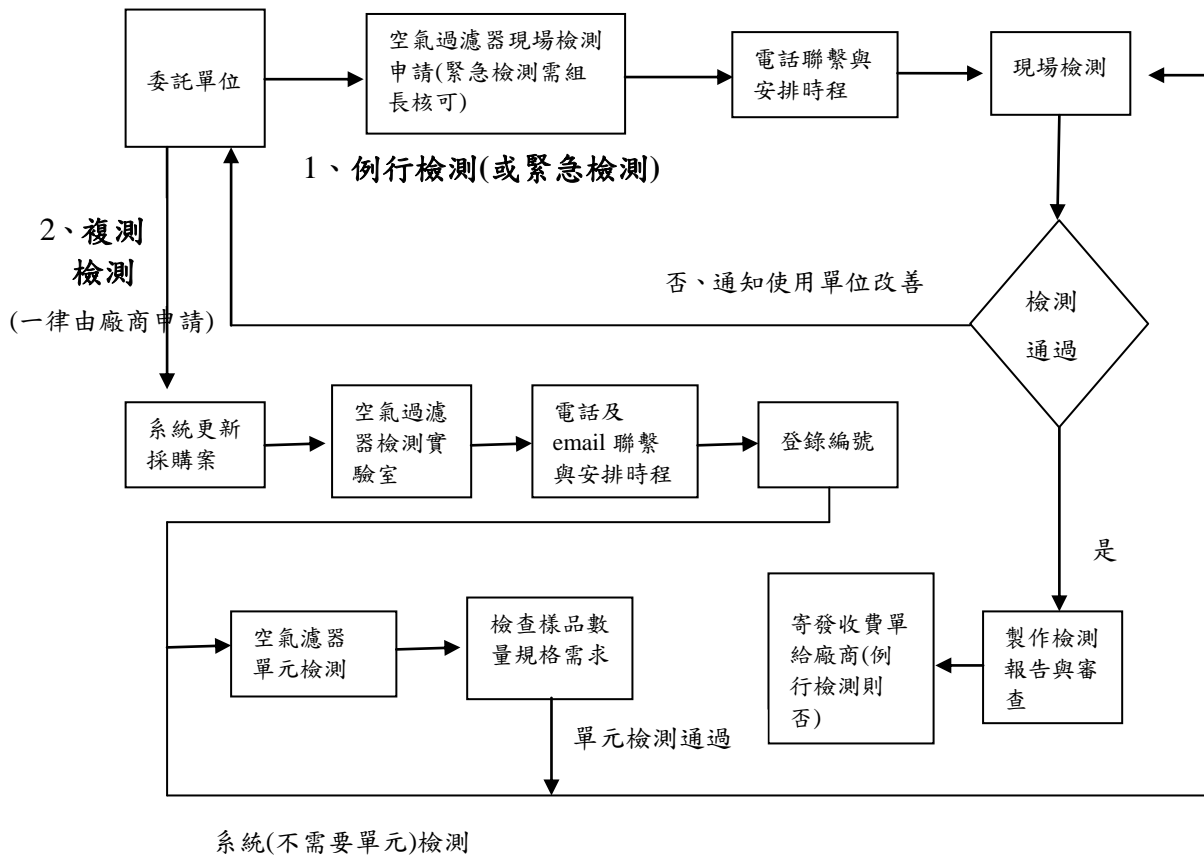 委託單位
空氣過濾器現場檢測
申請(緊急檢測需組
長核可)
電話聯繫與
安排時程
現場檢測
1、例行檢測(或緊急檢測)
2、複測
檢測
(一律由廠商申請)
否、通知使用單位改善
檢測
通過
系統更新
採購案
空氣過濾
器檢測實
驗室
電話及
email 聯繫
與安排時程
登錄編號
是
空氣濾器
單元檢測
檢查樣品數
量規格需求
寄發收費單
給廠商(例
行檢測則
否)
製作檢測
報告與審
查
單元檢測通過
系統(不需要單元)檢測